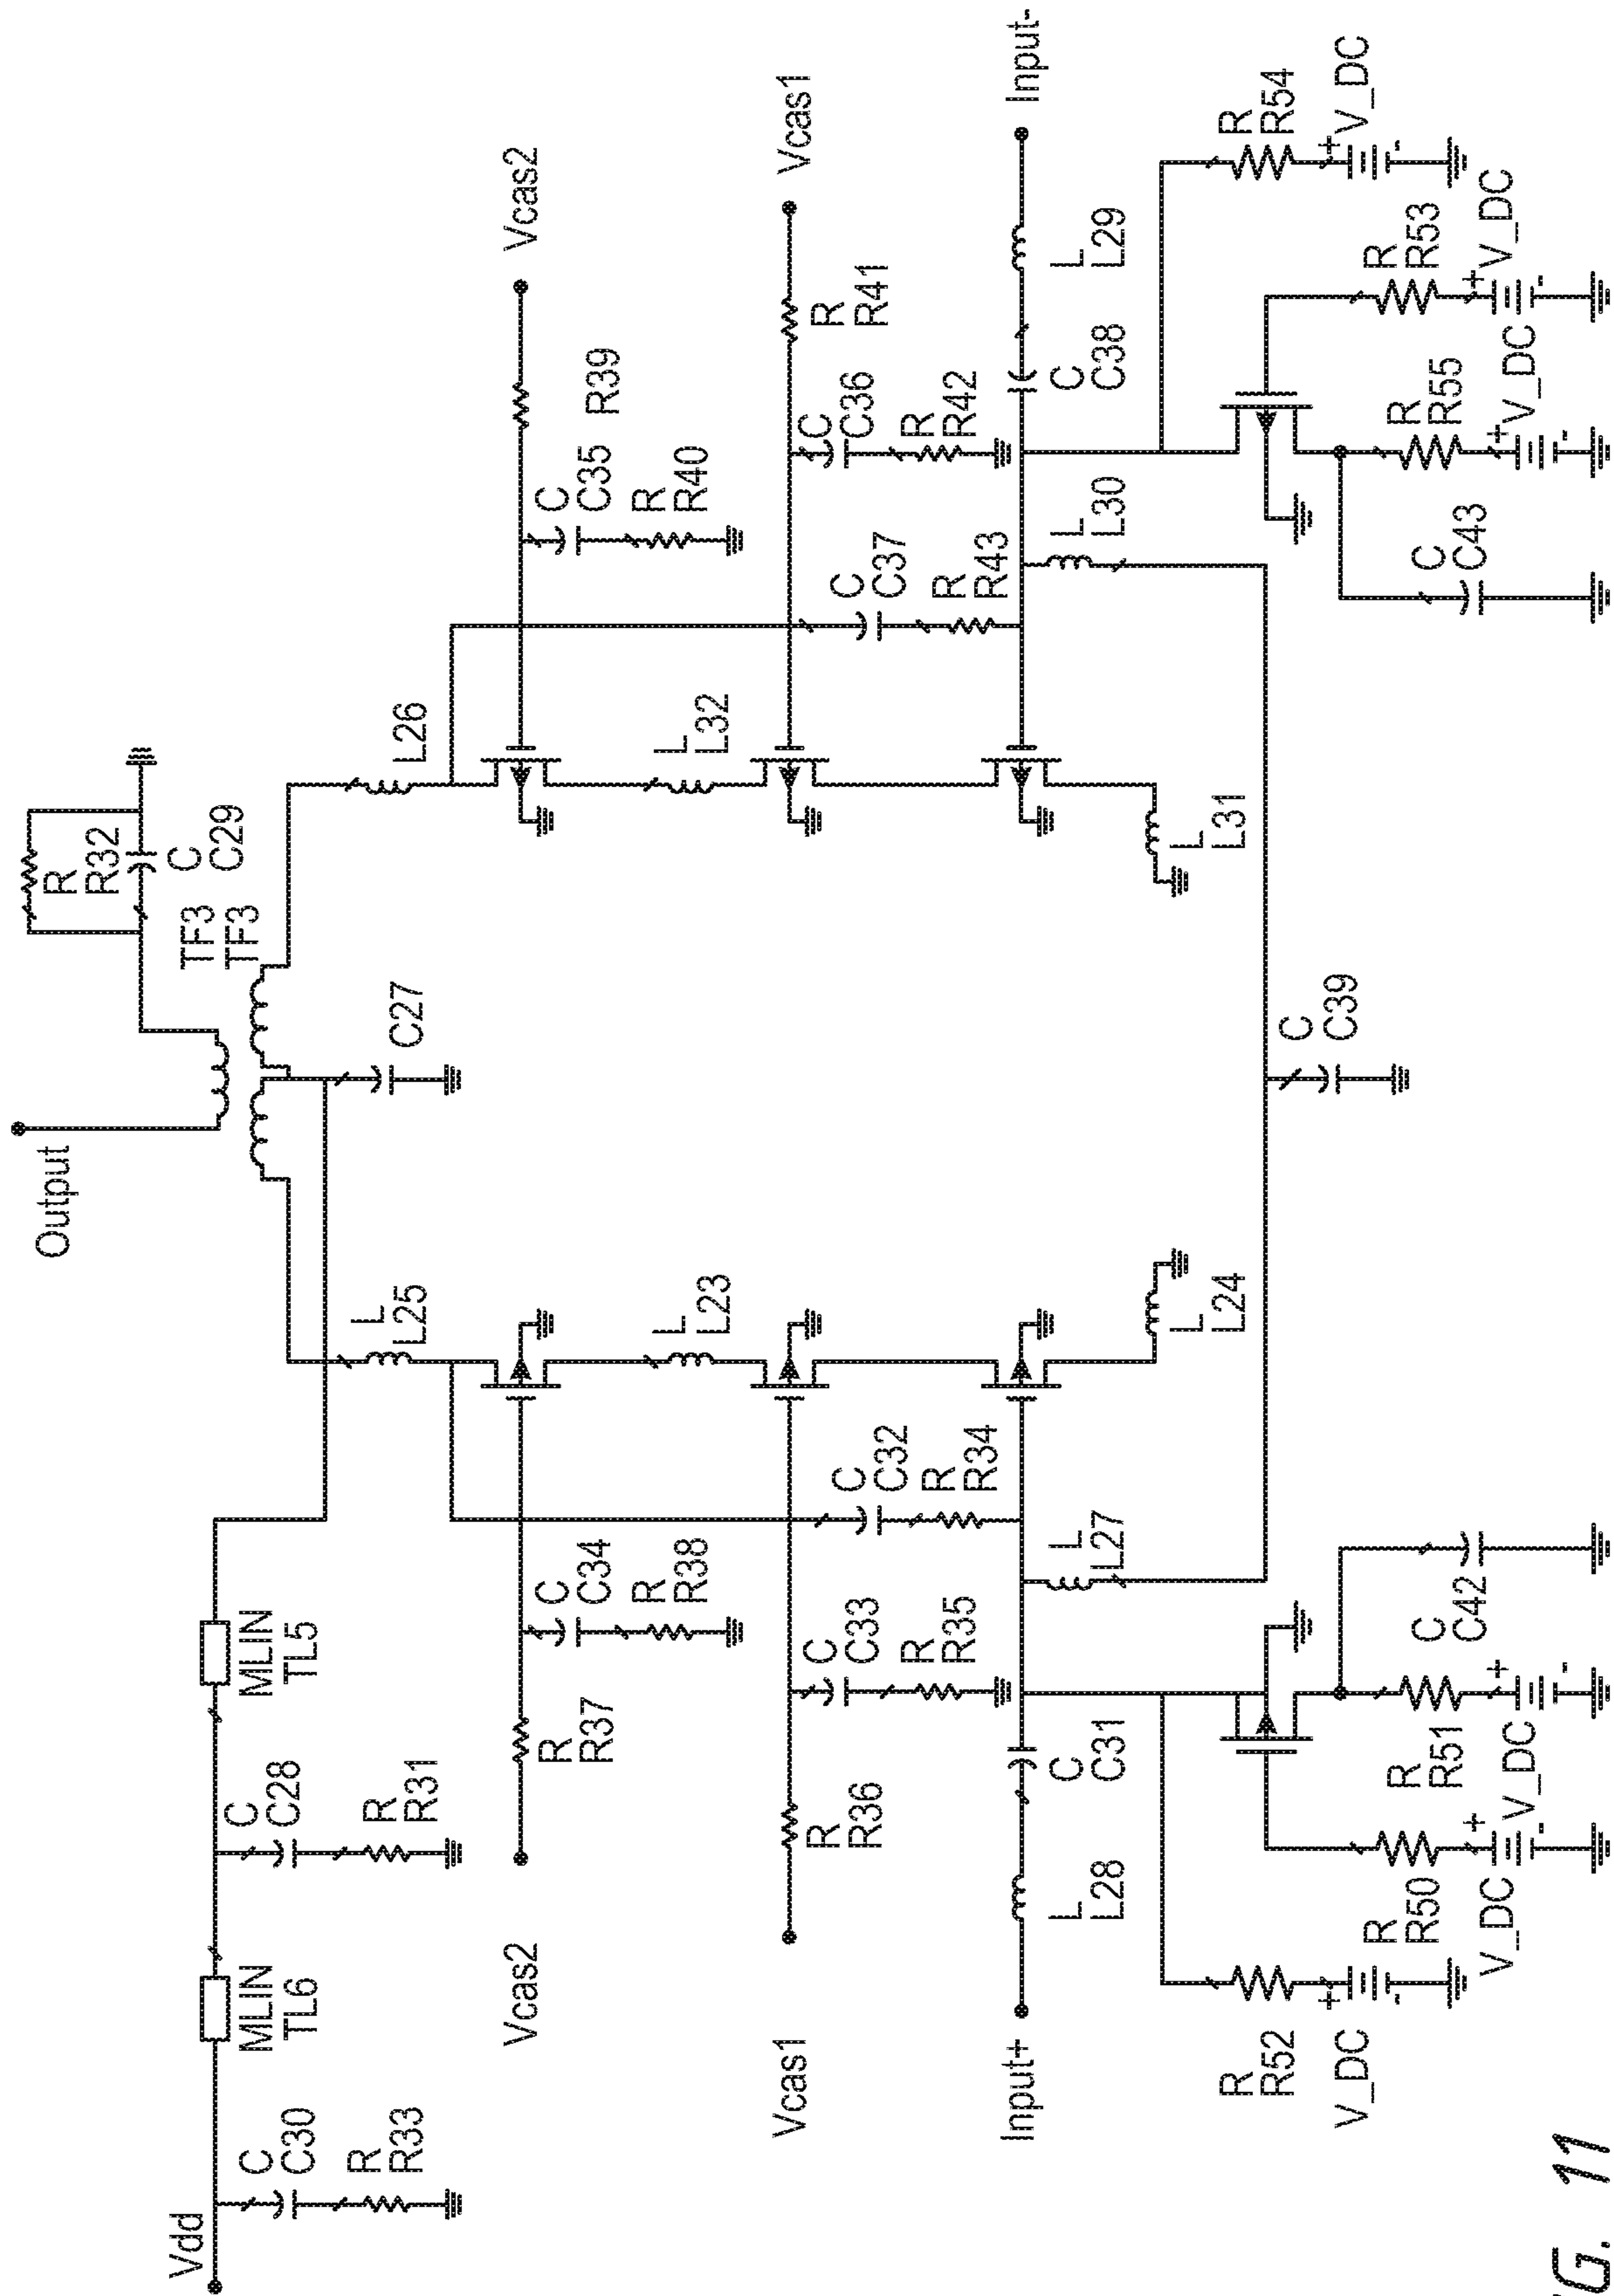 Output
R
R32
C
C29
TF3
TF3
Vdd
MLIN
TL6
MLIN
TL5
C
C30
R
R33
C
C28
R
R31
C27
L
L25
L26
Vcas2
R
R37
C
C34
R
R38
L
L23
L
L32
C
C35
R
R40
R39
Vcas2
Vcas1
R
R36
C
C33
R
R35
C
C32
R
R34
C
C37
R
R43
C
C36
R
R42
R
R41
Vcas1
Input+
L
L28
C
C31
L
L27
L
L24
L
L31
L
L30
C
C38
L
L29
Input-
C
C39
R
R52
+
-
V_DC
R
R50
+
-
V_DC
R
R51
+
-
V_DC
C
C42
C
C43
R
R55
+
-
V_DC
R
R53
+
-
V_DC
R
R54
+
-
V_DC
G. 11